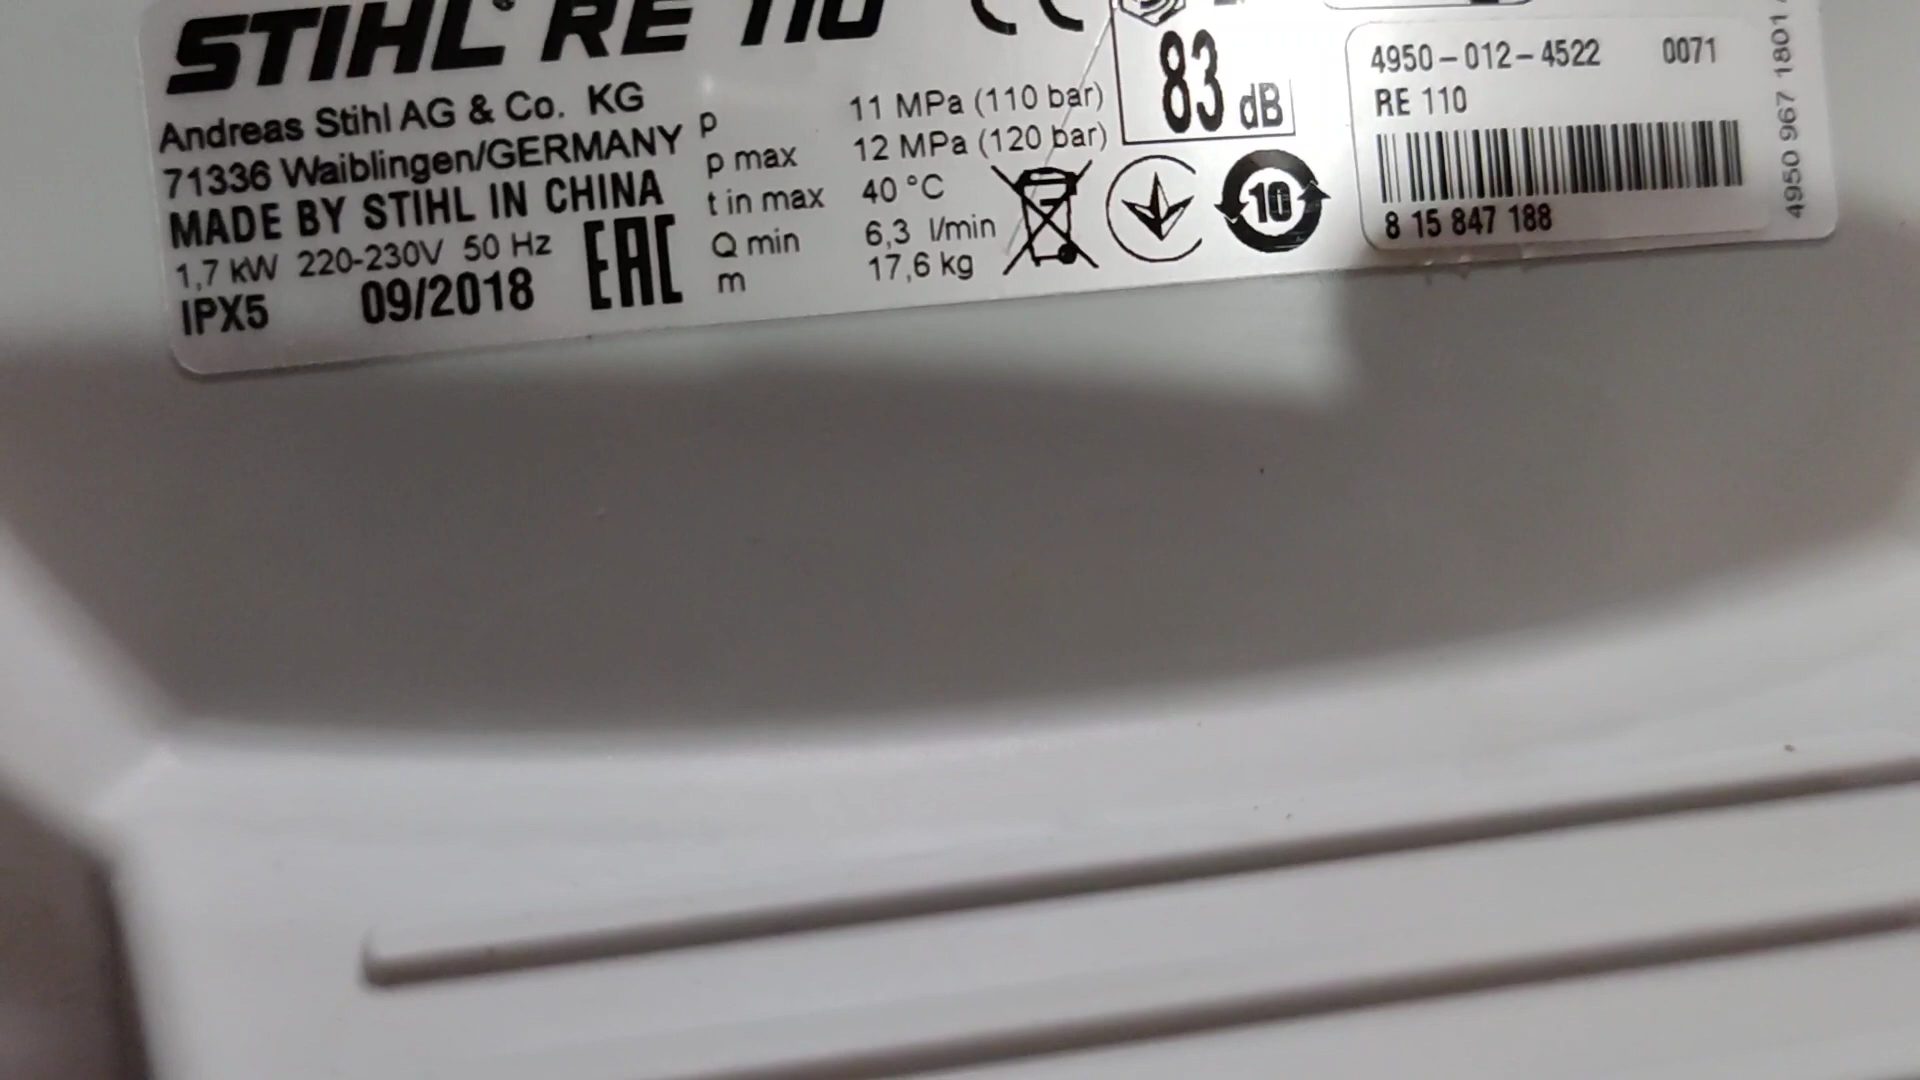 STIHL® RE 110
Andreas Stihl AG & Co. KG
71336 Waiblingen/GERMANY
MADE BY STIHL IN CHINA
1,7 kW 220-230V 50 Hz
IPX5 09/2018
EAC
p 11 MPa (110 bar)
p max 12 MPa (120 bar)
t in max 40 °C
Q min 6,3 l/min
m 17,6 kg
CE
83 dB
10
4950-012-4522 0071
RE 110
8 15 847 188
4950 967 1801